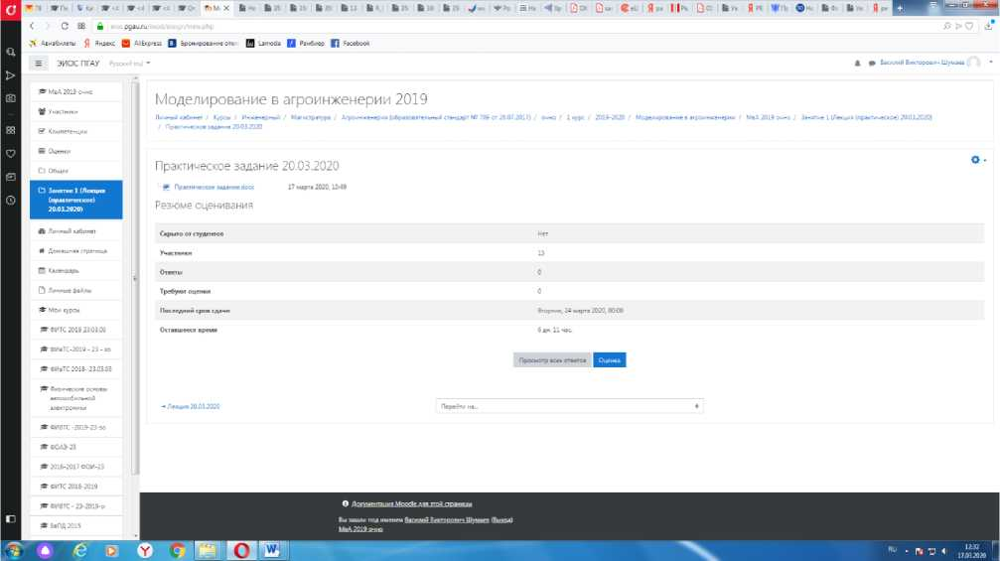 eios.pgau.ru/mod/assign/view.php
Авиабилеты Яндекс AliExpress Бронирование отел Lamoda Рамблер Facebook
ЭИОС ПГАУ Русский (ru)
Василий Викторович Шумаев
МвА 2019 очно
Участники
Компетенции
Оценки
Общее
Занятие 1 (Лекция
(практическое)
20.03.2020)
Личный кабинет
Домашняя страница
Календарь
Личные файлы
Мои курсы
ФИТС 2019 23.03.03
ФИвТС-2019 - 23 - зо
ФИвТС 2018- 23.03.03
Физические основы
автомобильной
электроники
ФИВТС -2019-23-зо
ФОАЭ-23
2016-2017 ФОИ-23
ФИТС 2018-2019
ФИВТС - 23-2018-о
ЗиПД 2015
Моделирование в агроинженерии 2019
Личный кабинет / Курсы / Инженерный / Магистратура / Агроинженерия (образовательный стандарт № 709 от 26.07.2017) / очно / 1 курс / 2019-2020 / Моделирование в агроинженерии / МвА 2019 очно / Занятие 1 (Лекция (практическое) 20.03.2020)
/ Практическое задание 20.03.2020
Практическое задание 20.03.2020
Практическое задание.docx 17 марта 2020, 10:49
Резюме оценивания
Скрыто от студентов Нет
Участники 13
Ответы 0
Требуют оценки 0
Последний срок сдачи Вторник, 24 марта 2020, 00:00
Оставшееся время 6 дн. 11 час.
Просмотр всех ответов Оценка
◄ Лекция 20.03.2020
Перейти на...
Документация Moodle для этой страницы
Вы зашли под именем Василий Викторович Шумаев (Выход)
МвА 2019 очно
RU
12:32
17.03.2020